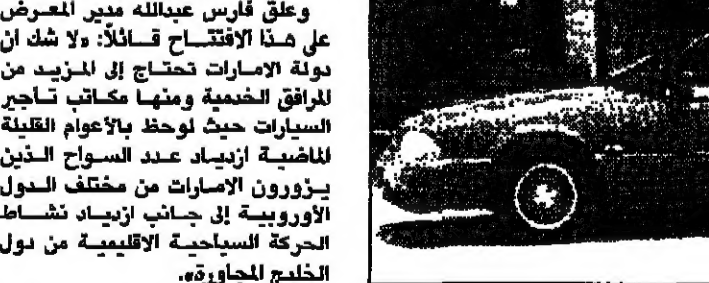 وعلق فارس عبدالله مدير المعرض
على هذا الافتتاح قائلاً: «لا شك ان
دولة الامارات تحتاج إلى المزيد من
المرافق الخدمية ومنها مكاتب تأجير
السيارات حيث لوحظ بالأعوام القليلة
الماضية ازدياد عدد السواح الذين
يزورون الامارات من مختلف الدول
الأوروبية إلى جانب ازدياد نشاط
الحركة السياحية الاقليمية من دول
الخليج المجاورة».